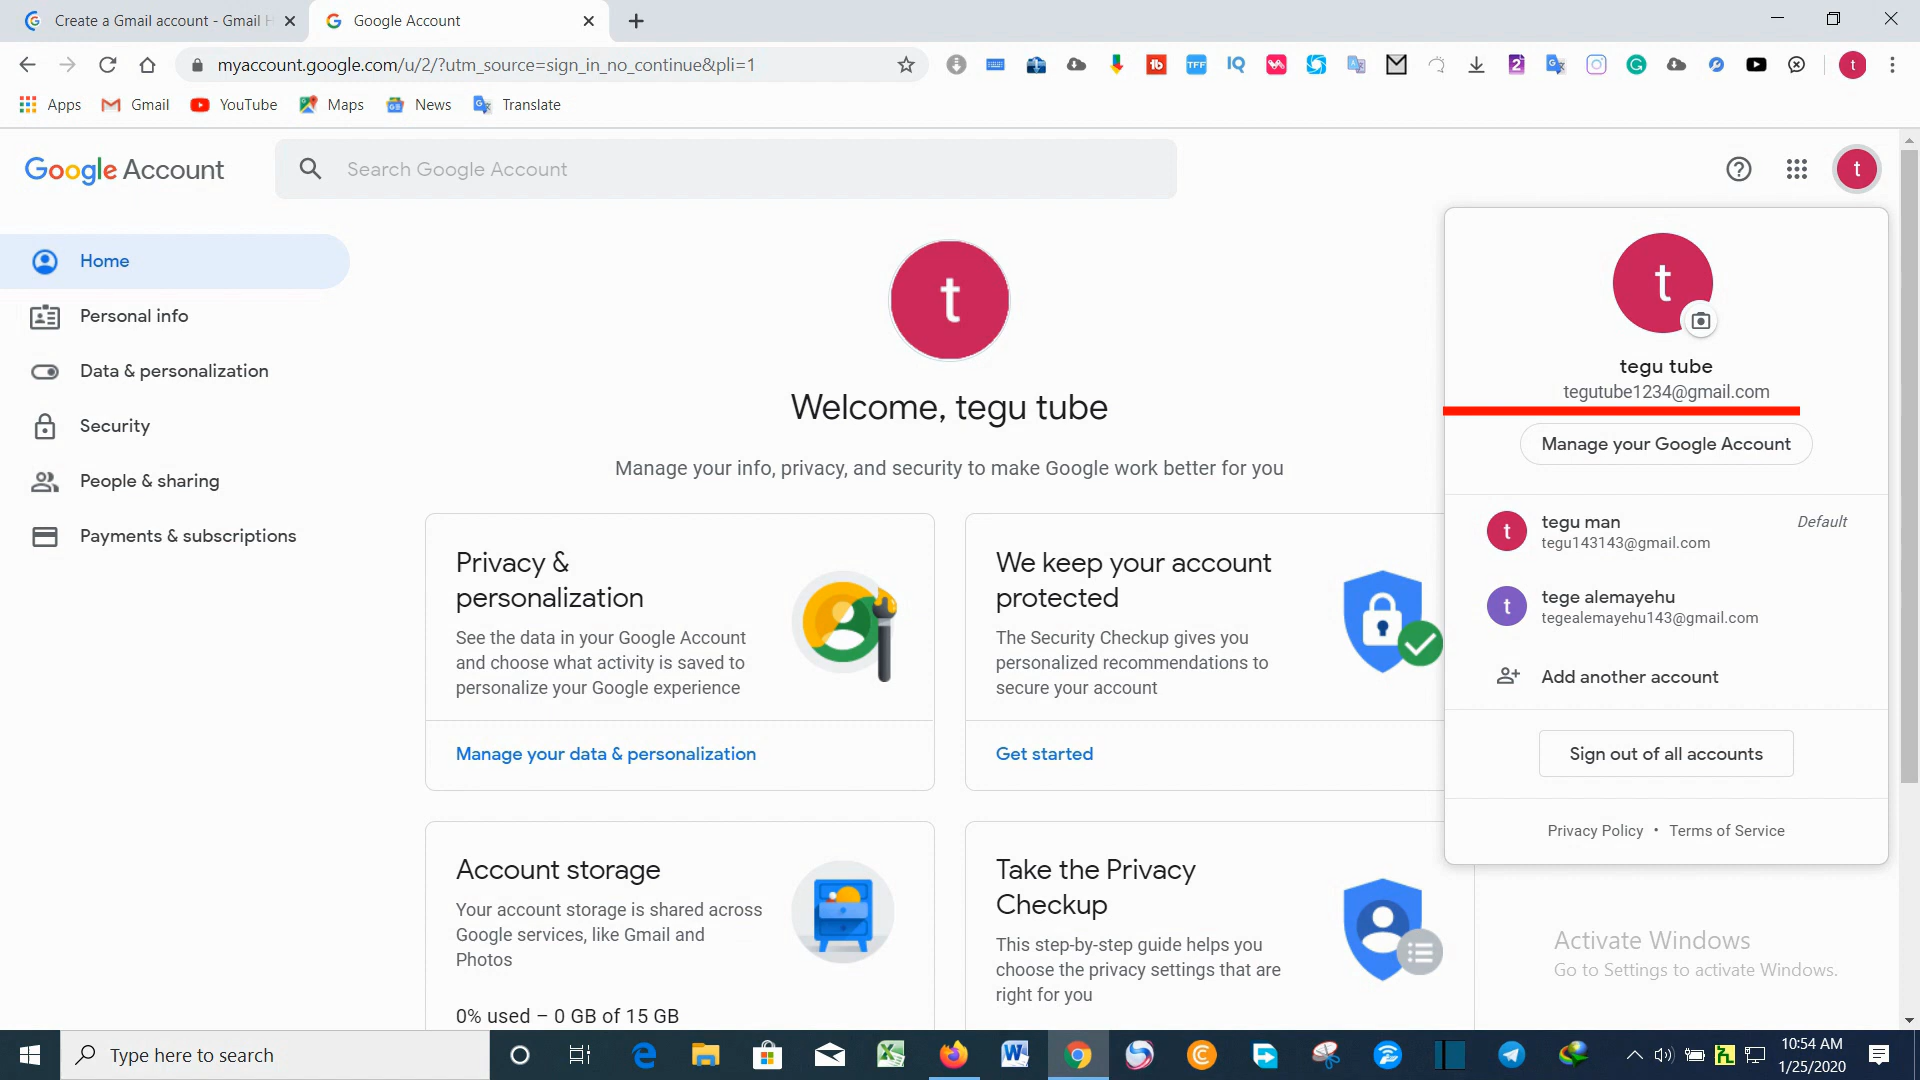 Create a Gmail account - Gmail H
Google Account
myaccount.google.com/u/2/?utm_source=sign_in_no_continue&pli=1
Apps
Gmail
YouTube
Maps
News
Translate
Google Account
Search Google Account
t
Home
Personal info
Data & personalization
Security
People & sharing
Payments & subscriptions
t
Welcome, tegu tube
Manage your info, privacy, and security to make Google work better for you
Privacy &
personalization
See the data in your Google Account
and choose what activity is saved to
personalize your Google experience
Manage your data & personalization
We keep your account
protected
The Security Checkup gives you
personalized recommendations to
secure your account
Get started
Account storage
Your account storage is shared across
Google services, like Gmail and
Photos
0% used – 0 GB of 15 GB
Take the Privacy
Checkup
This step-by-step guide helps you
choose the privacy settings that are
right for you
t
tegu tube
tegutube1234@gmail.com
Manage your Google Account
t
tegu man
Default
tegu143143@gmail.com
t
tege alemayehu
tegealemayehu143@gmail.com
Add another account
Sign out of all accounts
Privacy Policy • Terms of Service
Activate Windows
Go to Settings to activate Windows.
Type here to search
10:54 AM
1/25/2020